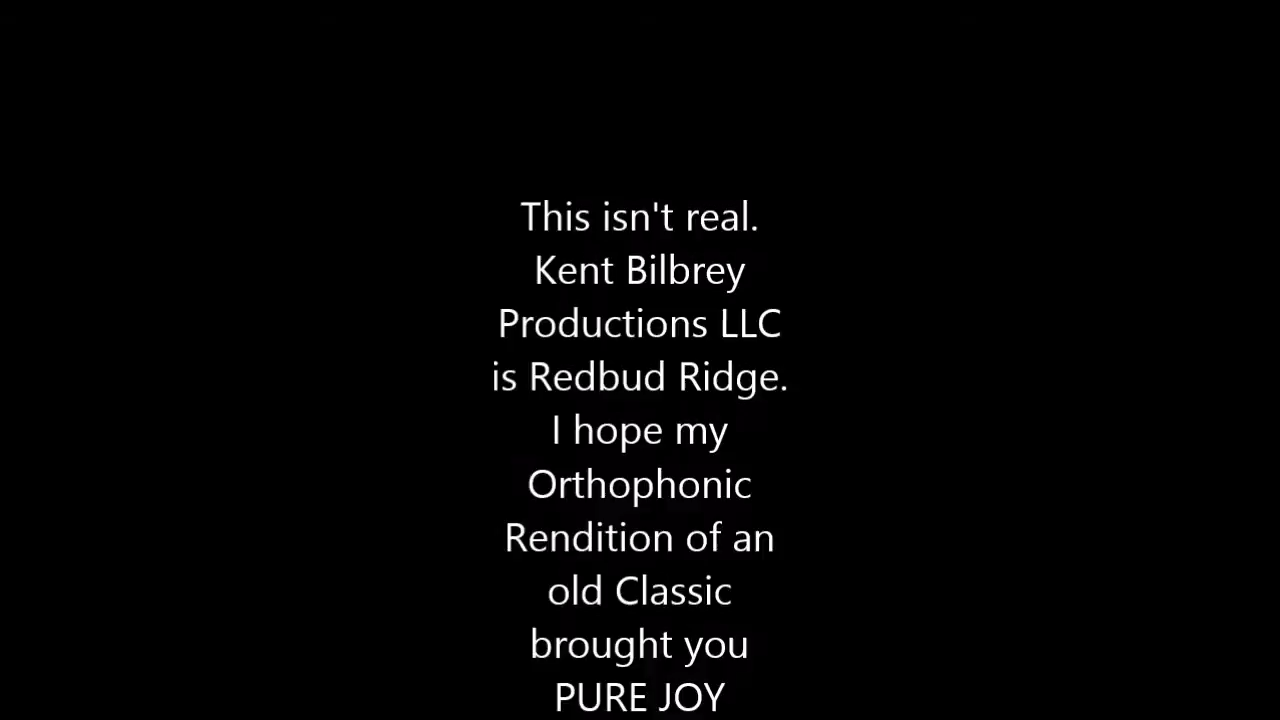 This isn't real.
Kent Bilbrey
Productions LLC
is Redbud Ridge.
I hope my
Orthophonic
Rendition of an
old Classic
brought you
PURE JOY